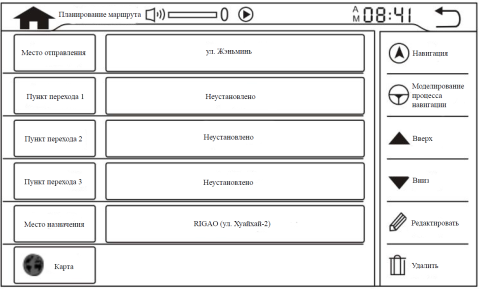 Планирование маршрута 0 AM 08:41
Место отправления ул. Жэньминь Навигация
Пункт перехода 1 Неустановлено Моделирование
процесса
навигации
Пункт перехода 2 Неустановлено Вверх
Пункт перехода 3 Неустановлено Вниз
Место назначения RIGAO (ул. Хуайхай-2) Редактировать
Карта Удалить